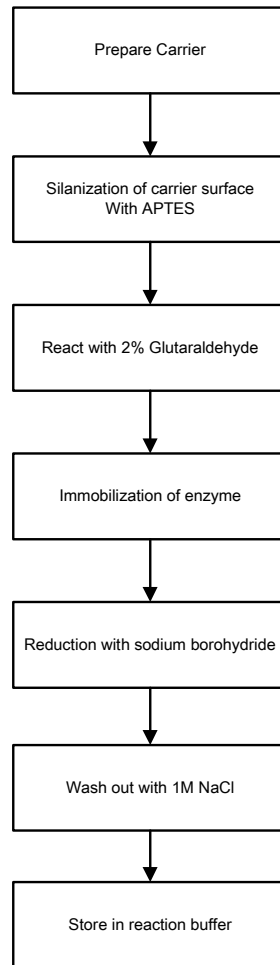 Prepare Carrier
Silanization of carrier surface
With APTES
React with 2% Glutaraldehyde
Immobilization of enzyme
Reduction with sodium borohydride
Wash out with 1M NaCl
Store in reaction buffer